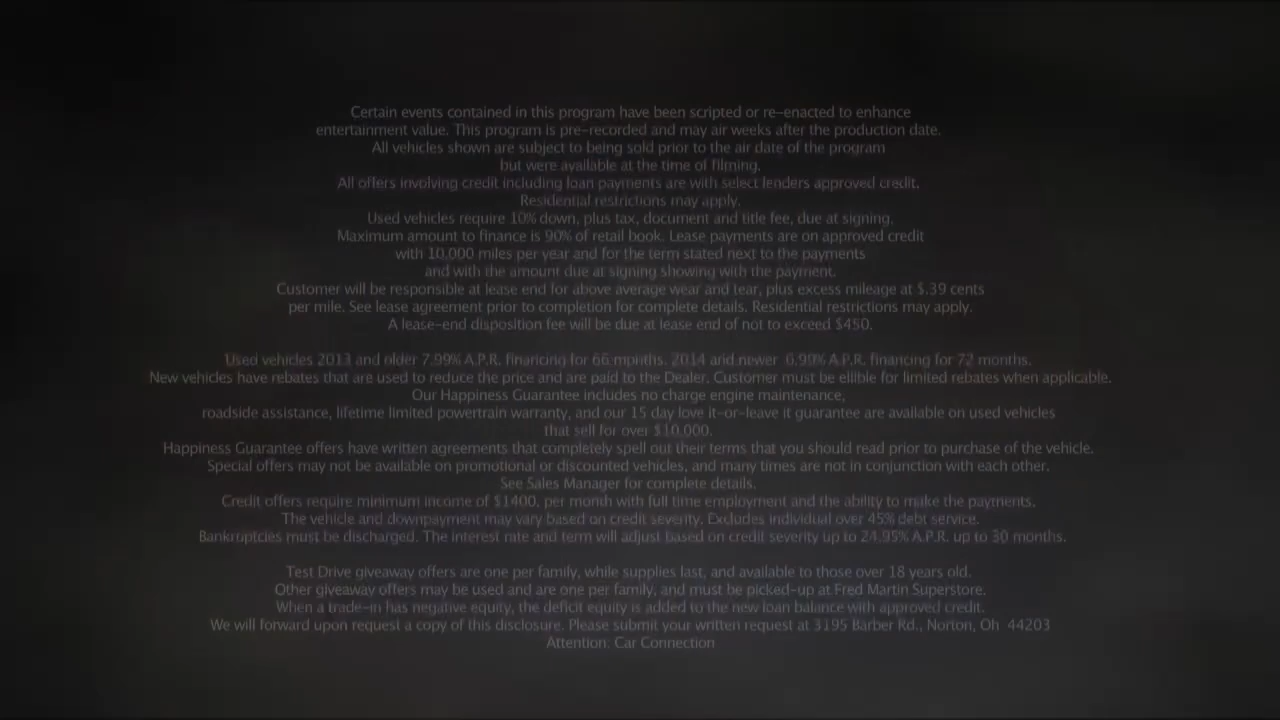 Certain events contained in this program have been scripted or re-enacted to enhance
entertainment value. This program is pre-recorded and may air weeks after the production date.
All vehicles shown are subject to being sold prior to the air date of the program
but were available at the time of filming.
All offers involving credit including loan payments are with select lenders approved credit.
Residential restrictions may apply.
Used vehicles require 10% down, plus tax, document and title fee, due at signing.
Maximum amount to finance is 90% of retail book. Lease payments are on approved credit
with 10,000 miles per year and for the term stated next to the payments
and with the amount due at signing showing with the payment.
Customer will be responsible at lease end for above average wear and tear, plus excess mileage at $.39 cents
per mile. See lease agreement prior to completion for complete details. Residential restrictions may apply.
A lease-end disposition fee will be due at lease end of not to exceed $450.
Used vehicles 2013 and older 7.99% A.P.R. financing for 66 months. 2014 and newer 6.99% A.P.R. financing for 72 months.
New vehicles have rebates that are used to reduce the price and are paid to the Dealer. Customer must be ellible for limited rebates when applicable.
Our Happiness Guarantee includes no charge engine maintenance,
roadside assistance, lifetime limited powertrain warranty, and our 15 day love it-or-leave it guarantee are available on used vehicles
that sell for over $10,000.
Happiness Guarantee offers have written agreements that completely spell out their terms that you should read prior to purchase of the vehicle.
Special offers may not be available on promotional or discounted vehicles, and many times are not in conjunction with each other.
See Sales Manager for complete details.
Credit offers require minimum income of $1400, per month with full time employment and the ability to make the payments.
The vehicle and downpayment may vary based on credit severity. Excludes individual over 45% debt service.
Bankruptcies must be discharged. The interest rate and term will adjust based on credit severity up to 24.95% A.P.R. up to 30 months.
Test Drive giveaway offers are one per family, while supplies last, and available to those over 18 years old.
Other giveaway offers may be used and are one per family, and must be picked-up at Fred Martin Superstore.
When a trade-in has negative equity, the deficit equity is added to the new loan balance with approved credit.
We will forward upon request a copy of this disclosure. Please submit your written request at 3195 Barber Rd., Norton, Oh 44203
Attention: Car Connection